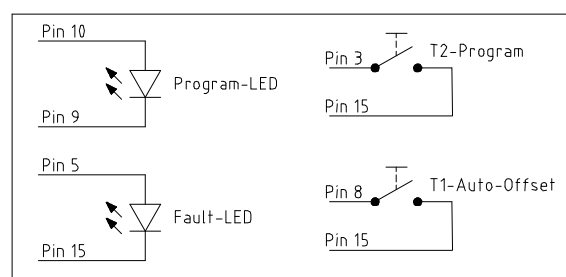 Pin 10
Program-LED
Pin 9
Pin 3
T2-Program
Pin 15
Pin 5
Fault-LED
Pin 15
Pin 8
T1-Auto-Offset
Pin 15